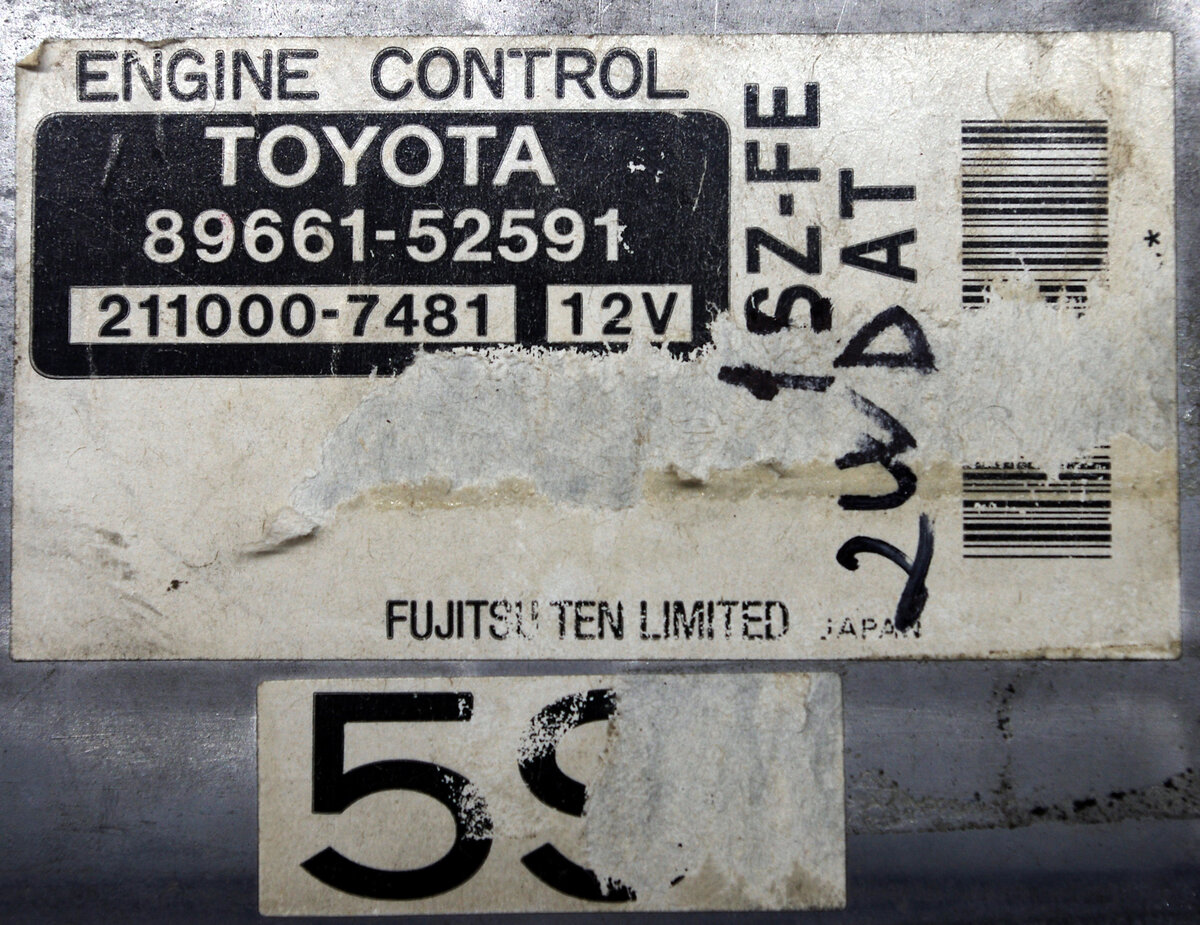 ENGINE CONTROL
TOYOTA
89661-52591
211000-7481 12V
1SZ-FE
2WD AT
*
FUJITSU TEN LIMITED JAPAN
5